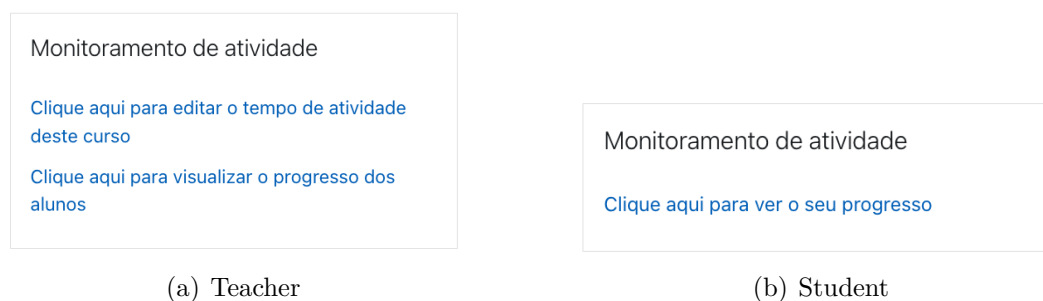 Monitoramento de atividade
Clique aqui para editar o tempo de atividade
deste curso
Clique aqui para visualizar o progresso dos
alunos
(a) Teacher
Monitoramento de atividade
Clique aqui para ver o seu progresso
(b) Student